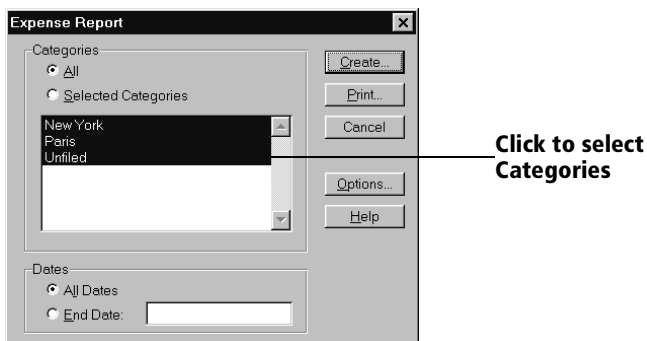 Expense Report
Categories
All
Selected Categories
New York
Paris
Unfiled
Dates
All Dates
End Date:
Create...
Print...
Cancel
Options...
Help
Click to select
Categories